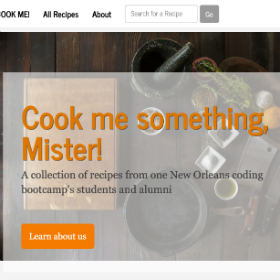 COOK ME! All Recipes About Search for a Recipe Go
Cook me something,
Mister!
A collection of recipes from one New Orleans coding
bootcamp's students and alumni
Learn about us